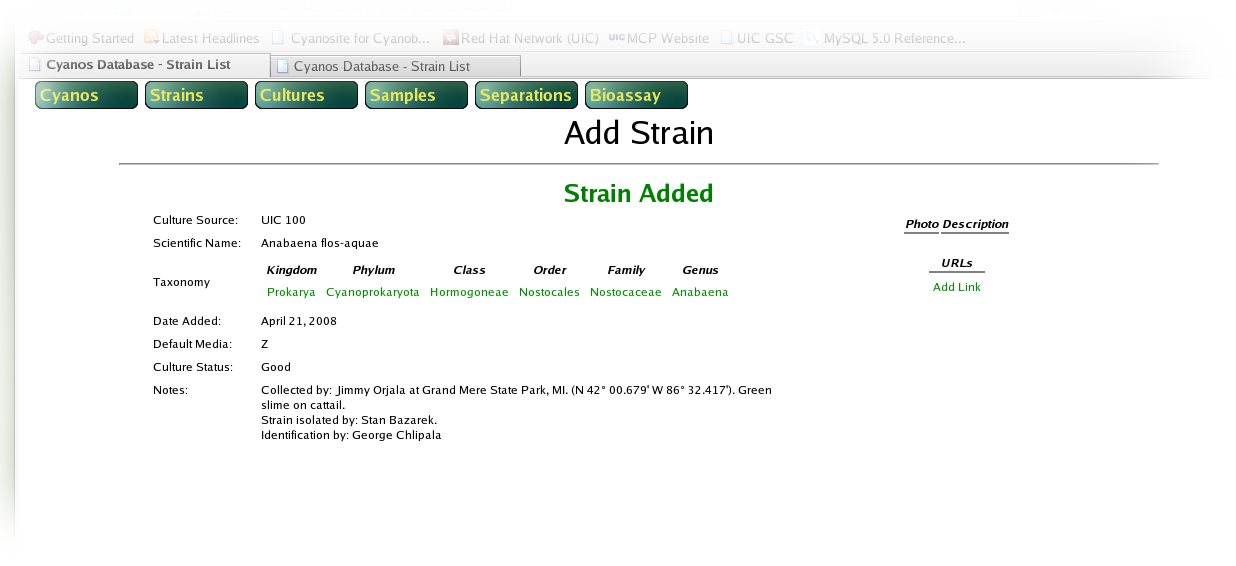 Getting Started Latest Headlines Cyanosite for Cyanob... Red Hat Network (UIC) UIC MCP Website UIC GSC MySQL 5.0 Reference...
Cyanos Database - Strain List Cyanos Database - Strain List
Cyanos Strains Cultures Samples Separations Bioassay
Add Strain
Strain Added
Culture Source: UIC 100
Photo Description
Scientific Name: Anabaena flos-aquae
URLs
Kingdom Phylum Class Order Family Genus
Taxonomy
Prokarya Cyanoprokaryota Hormogoneae Nostocales Nostocaceae Anabaena
Add Link
Date Added: April 21, 2008
Default Media: Z
Culture Status: Good
Notes: Collected by: Jimmy Orjala at Grand Mere State Park, MI. (N 42° 00.679' W 86° 32.417'). Green
slime on cattail.
Strain isolated by: Stan Bazarek.
Identification by: George Chlipala